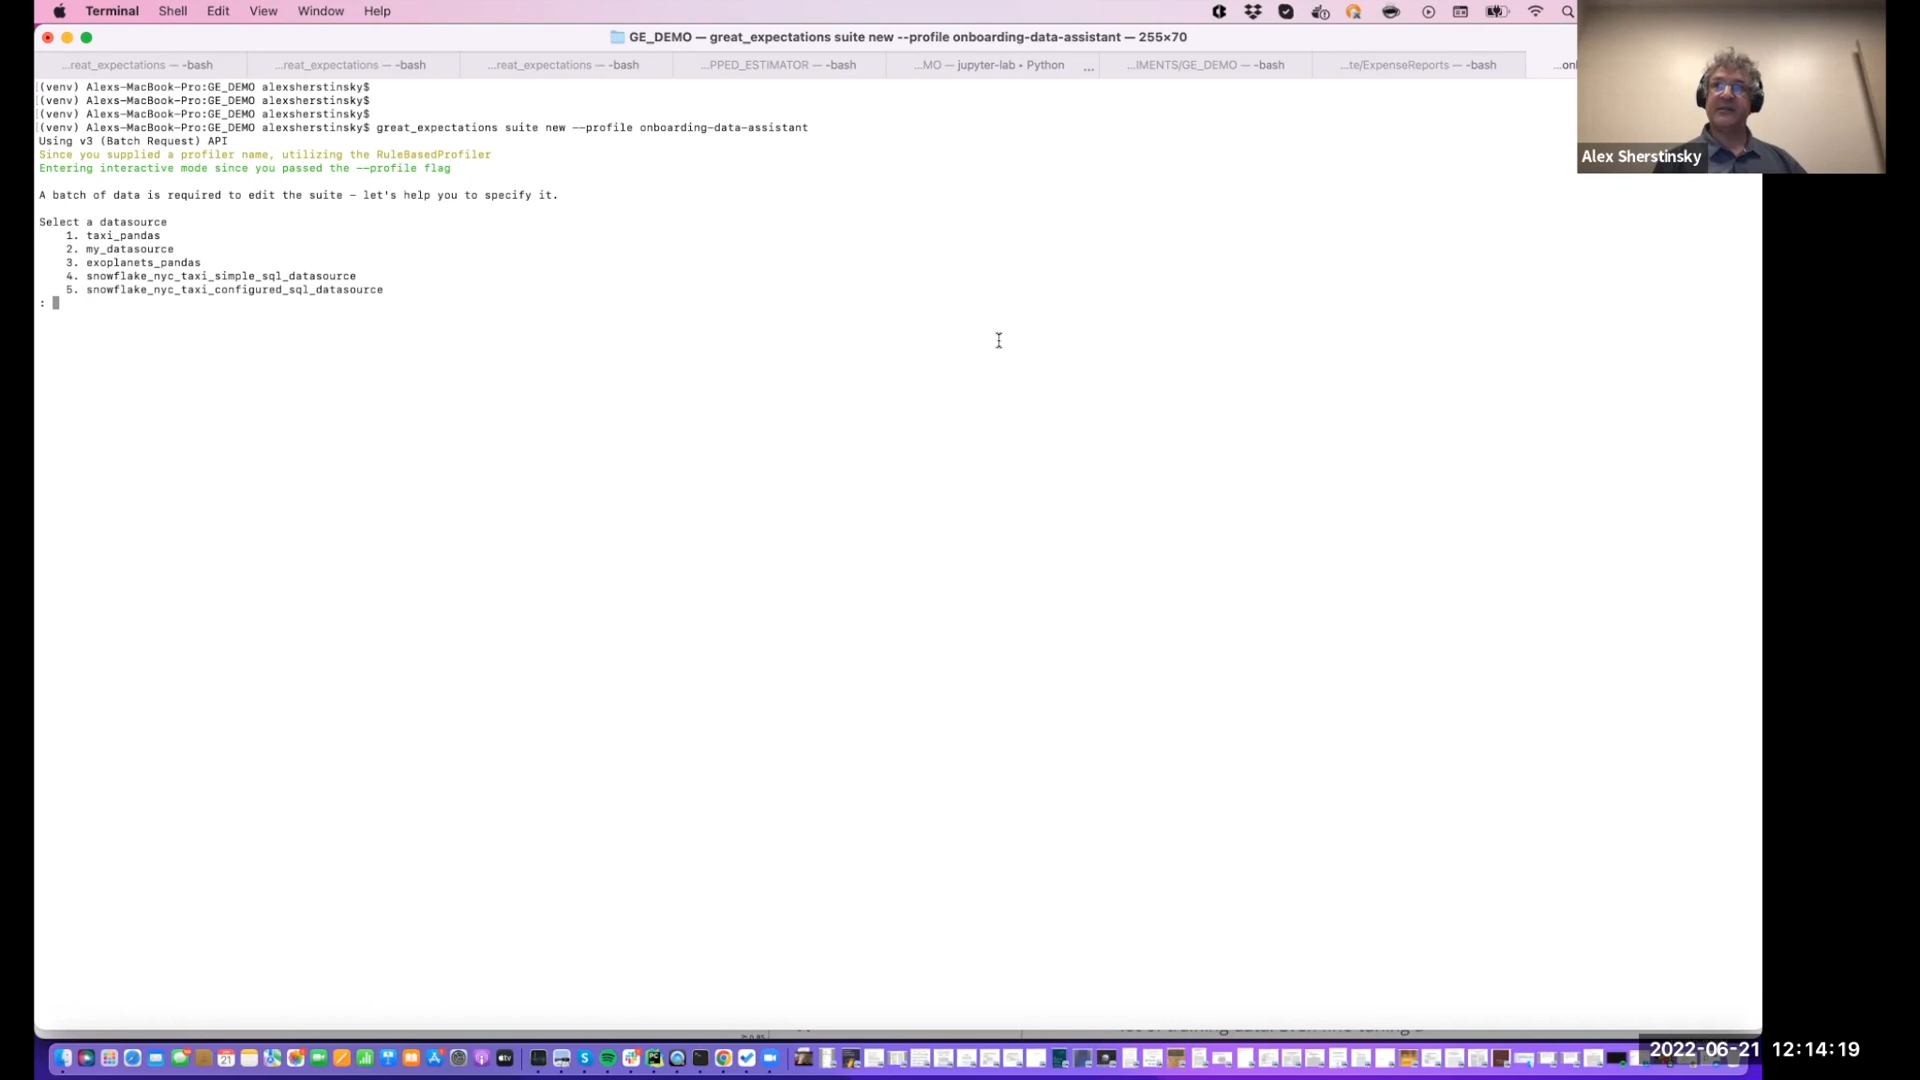 Terminal Shell Edit View Window Help
GE_DEMO — great_expectations suite new --profile onboarding-data-assistant — 255×70
...reat_expectations — -bash ...reat_expectations — -bash ...reat_expectations — -bash ...PPED_ESTIMATOR — -bash ...MO — jupyter-lab • Python ... ...IMENTS/GE_DEMO — -bash ...te/ExpenseReports — -bash ...onl
(venv) Alexs-MacBook-Pro:GE_DEMO alexsherstinsky$
(venv) Alexs-MacBook-Pro:GE_DEMO alexsherstinsky$
(venv) Alexs-MacBook-Pro:GE_DEMO alexsherstinsky$
(venv) Alexs-MacBook-Pro:GE_DEMO alexsherstinsky$ great_expectations suite new --profile onboarding-data-assistant
Using v3 (Batch Request) API
Since you supplied a profiler name, utilizing the RuleBasedProfiler
Entering interactive mode since you passed the --profile flag
A batch of data is required to edit the suite - let's help you to specify it.
Select a datasource
1. taxi_pandas
2. my_datasource
3. exoplanets_pandas
4. snowflake_nyc_taxi_simple_sql_datasource
5. snowflake_nyc_taxi_configured_sql_datasource
:
Alex Sherstinsky
2022-06-21 12:14:19